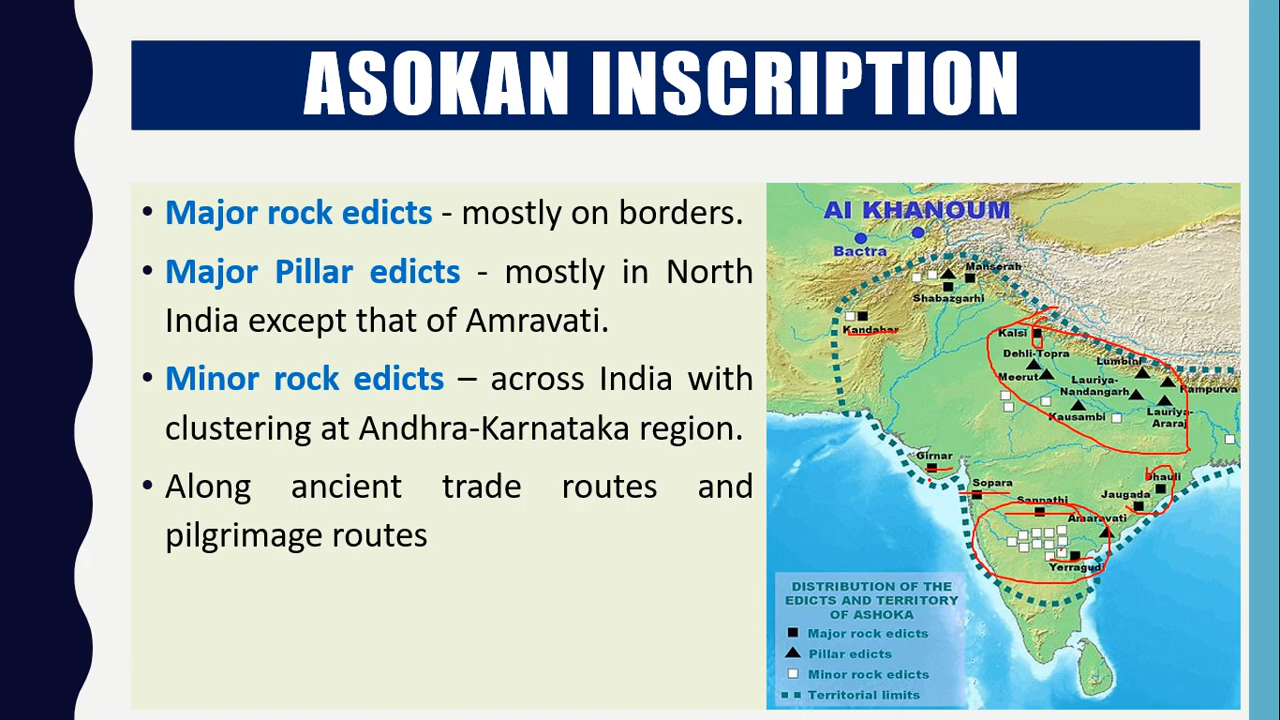 ASOKAN INSCRIPTION
• Major rock edicts - mostly on borders.
• Major Pillar edicts - mostly in North
India except that of Amravati.
• Minor rock edicts – across India with
clustering at Andhra-Karnataka region.
• Along ancient trade routes and
pilgrimage routes
AI KHANOUM
Bactra
Manserah
Shabazgarhi
Kandahar
Kalsi
Dehli-Topra
Meerut
Lumbini
Lauriya-
Nandangarh
Rampurva
Kausambi
Lauriya-
Araraj
Girnar
Sopara
Dhauli
Jaugada
Sannathi
Amaravati
Yerragudi
DISTRIBUTION OF THE
EDICTS AND TERRITORY
OF ASHOKA
Major rock edicts
Pillar edicts
Minor rock edicts
Territorial limits